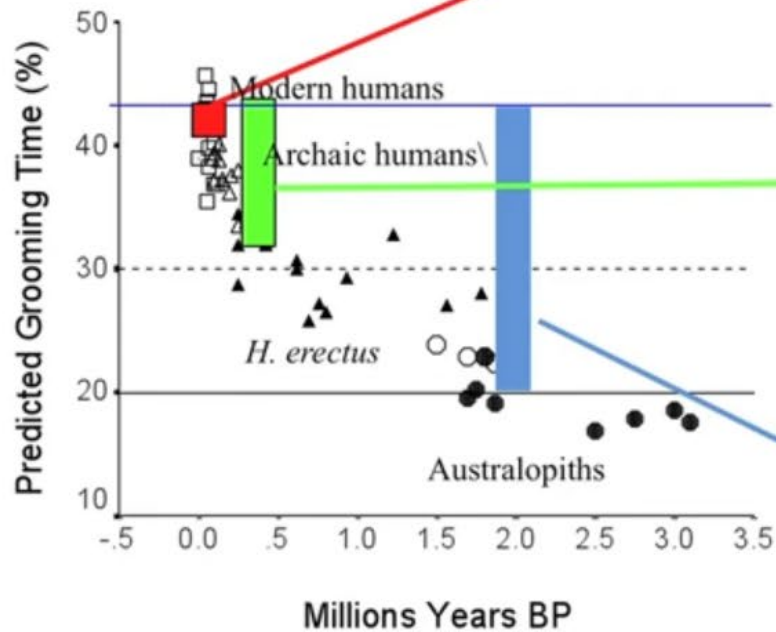 Predicted Grooming Time (%)
50
40
30
20
10
Modern humans
Archaic humans\
H. erectus
Australopiths
-.5 0.0 .5 1.0 1.5 2.0 2.5 3.0 3.5
Millions Years BP